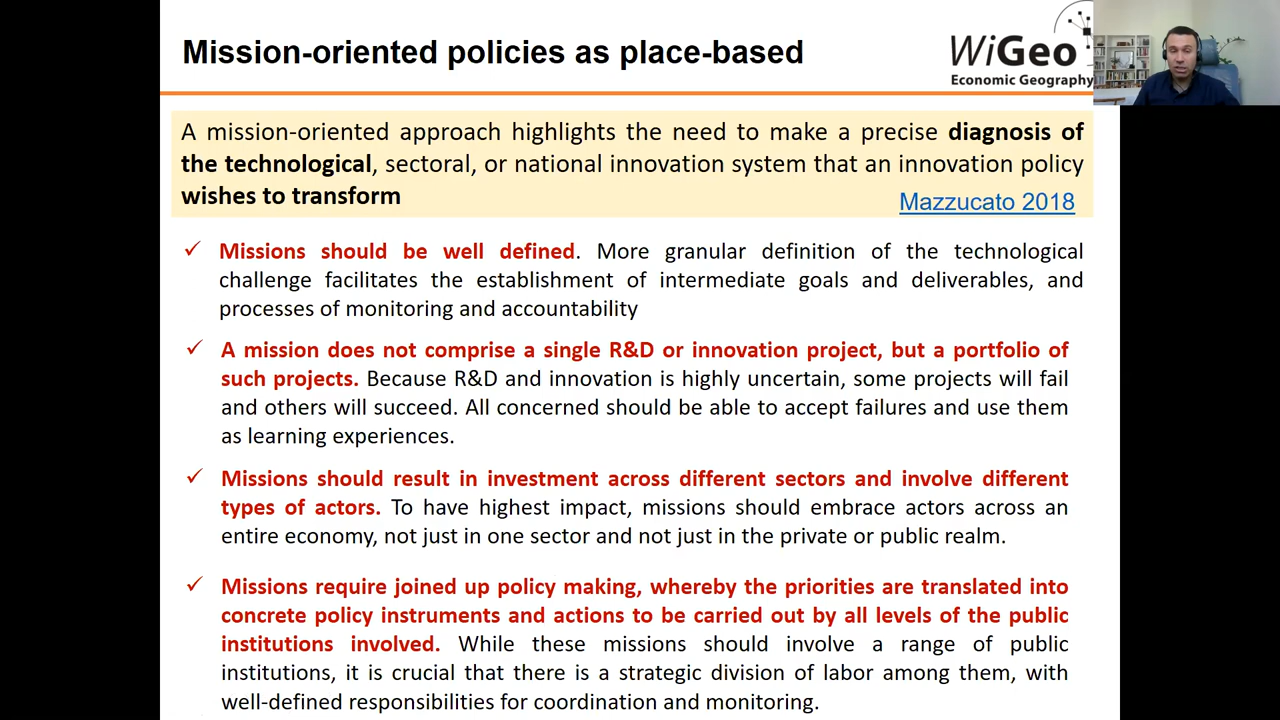 Mission-oriented policies as place-based
WiGeo
Economic Geography
A mission-oriented approach highlights the need to make a precise diagnosis of
the technological, sectoral, or national innovation system that an innovation policy
wishes to transform
Mazzucato 2018
✓ Missions should be well defined. More granular definition of the technological
challenge facilitates the establishment of intermediate goals and deliverables, and
processes of monitoring and accountability
✓ A mission does not comprise a single R&D or innovation project, but a portfolio of
such projects. Because R&D and innovation is highly uncertain, some projects will fail
and others will succeed. All concerned should be able to accept failures and use them
as learning experiences.
✓ Missions should result in investment across different sectors and involve different
types of actors. To have highest impact, missions should embrace actors across an
entire economy, not just in one sector and not just in the private or public realm.
✓ Missions require joined up policy making, whereby the priorities are translated into
concrete policy instruments and actions to be carried out by all levels of the public
institutions involved. While these missions should involve a range of public
institutions, it is crucial that there is a strategic division of labor among them, with
well-defined responsibilities for coordination and monitoring.